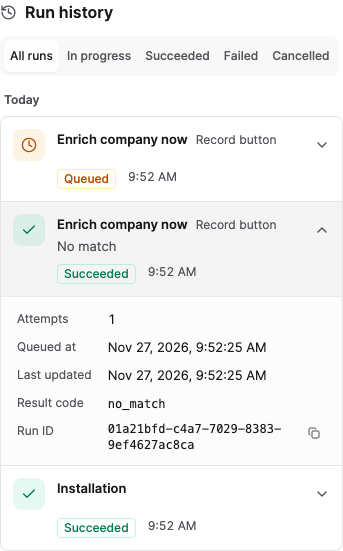 Run history
All runs In progress Succeeded Failed Cancelled
Today
Enrich company now Record button
Queued 9:52 AM
Enrich company now Record button
No match
Succeeded 9:52 AM
Attempts 1
Queued at Nov 27, 2026, 9:52:25 AM
Last updated Nov 27, 2026, 9:52:25 AM
Result code no_match
Run ID 01a21bfd-c4a7-7029-8383-
9ef4627ac8ca
Installation
Succeeded 9:52 AM